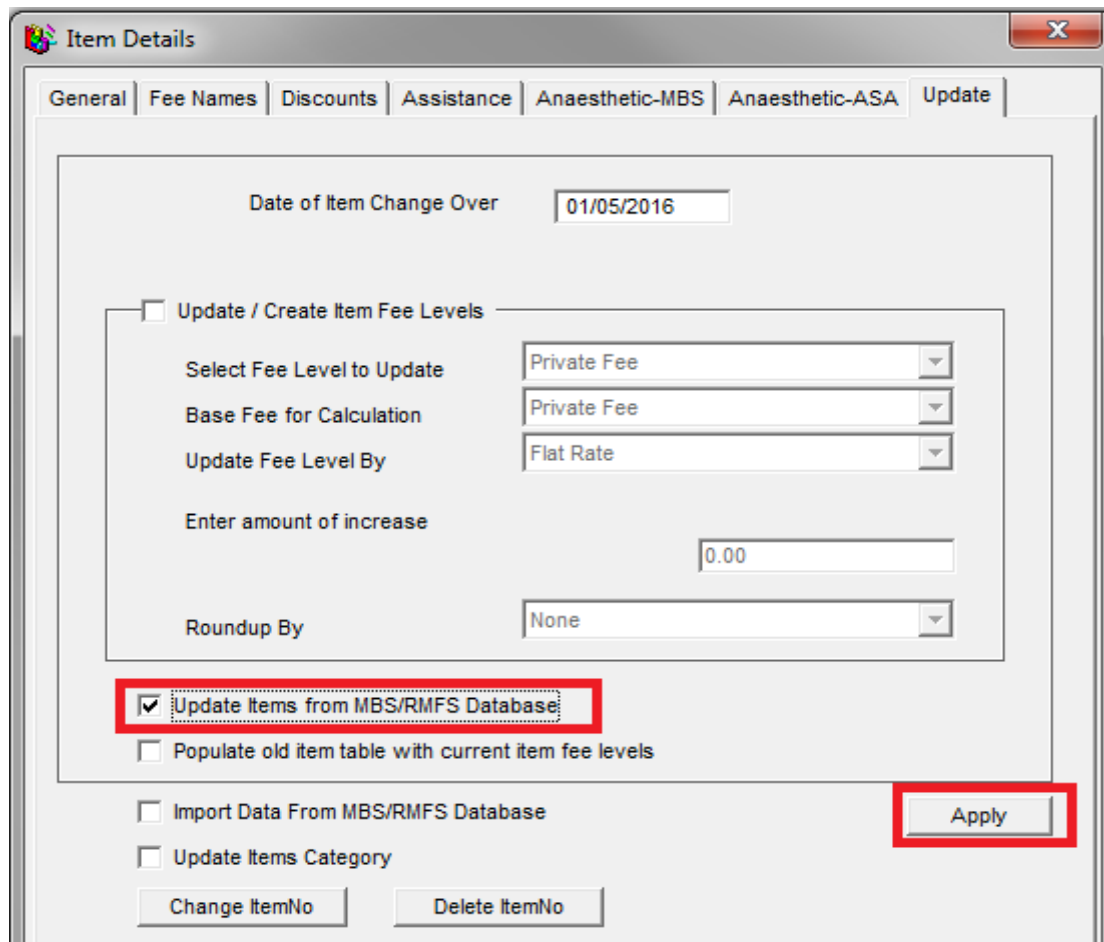 Item Details
General Fee Names Discounts Assistance Anaesthetic-MBS Anaesthetic-ASA Update
Date of Item Change Over 01/05/2016
Update / Create Item Fee Levels
Select Fee Level to Update Private Fee
Base Fee for Calculation Private Fee
Update Fee Level By Flat Rate
Enter amount of increase
0.00
Roundup By None
Update Items from MBS/RMFS Database
Populate old item table with current item fee levels
Import Data From MBS/RMFS Database Apply
Update Items Category
Change ItemNo Delete ItemNo